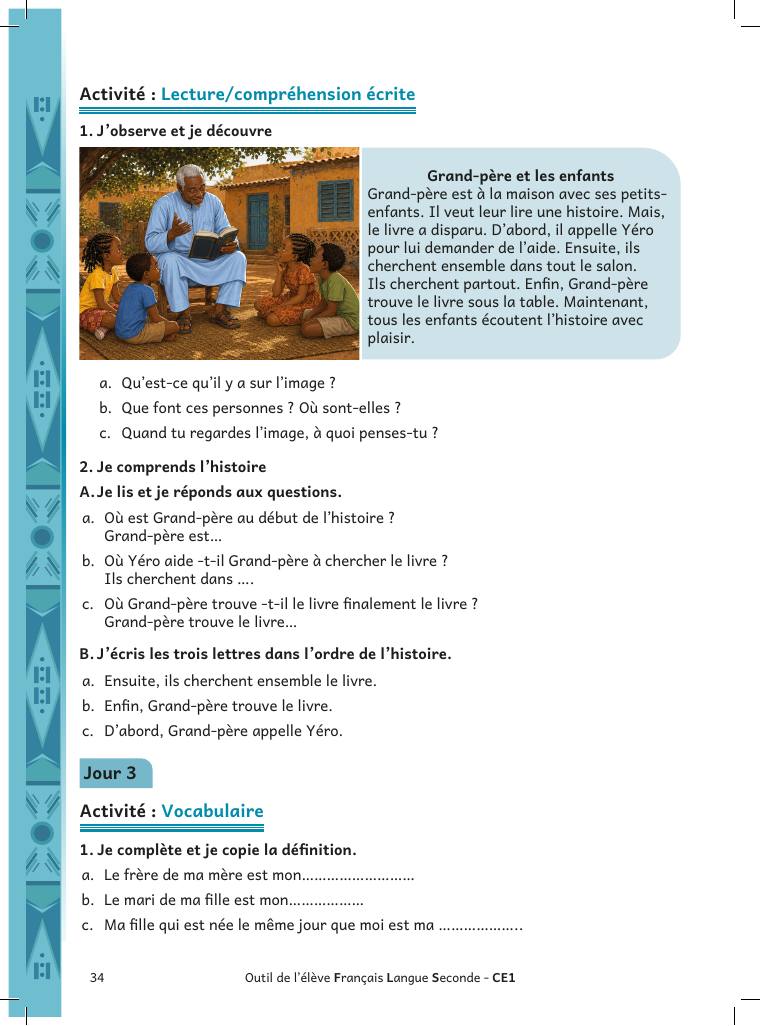 Activité : Lecture/compréhension écrite
1. J’observe et je découvre
Grand-père et les enfants
Grand-père est à la maison avec ses petits-
enfants. Il veut leur lire une histoire. Mais,
le livre a disparu. D’abord, il appelle Yéro
pour lui demander de l’aide. Ensuite, ils
cherchent ensemble dans tout le salon.
Ils cherchent partout. Enfin, Grand-père
trouve le livre sous la table. Maintenant,
tous les enfants écoutent l’histoire avec
plaisir.
a. Qu’est-ce qu’il y a sur l’image ?
b. Que font ces personnes ? Où sont-elles ?
c. Quand tu regardes l’image, à quoi penses-tu ?
2. Je comprends l’histoire
A. Je lis et je réponds aux questions.
a. Où est Grand-père au début de l’histoire ?
Grand-père est...
b. Où Yéro aide -t-il Grand-père à chercher le livre ?
Ils cherchent dans ….
c. Où Grand-père trouve -t-il le livre finalement le livre ?
Grand-père trouve le livre...
B. J’écris les trois lettres dans l’ordre de l’histoire.
a. Ensuite, ils cherchent ensemble le livre.
b. Enfin, Grand-père trouve le livre.
c. D’abord, Grand-père appelle Yéro.
Jour 3
Activité : Vocabulaire
1. Je complète et je copie la définition.
a. Le frère de ma mère est mon………………………
b. Le mari de ma fille est mon………………
c. Ma fille qui est née le même jour que moi est ma ………………..
34 Outil de l’élève Français Langue Seconde - CE1